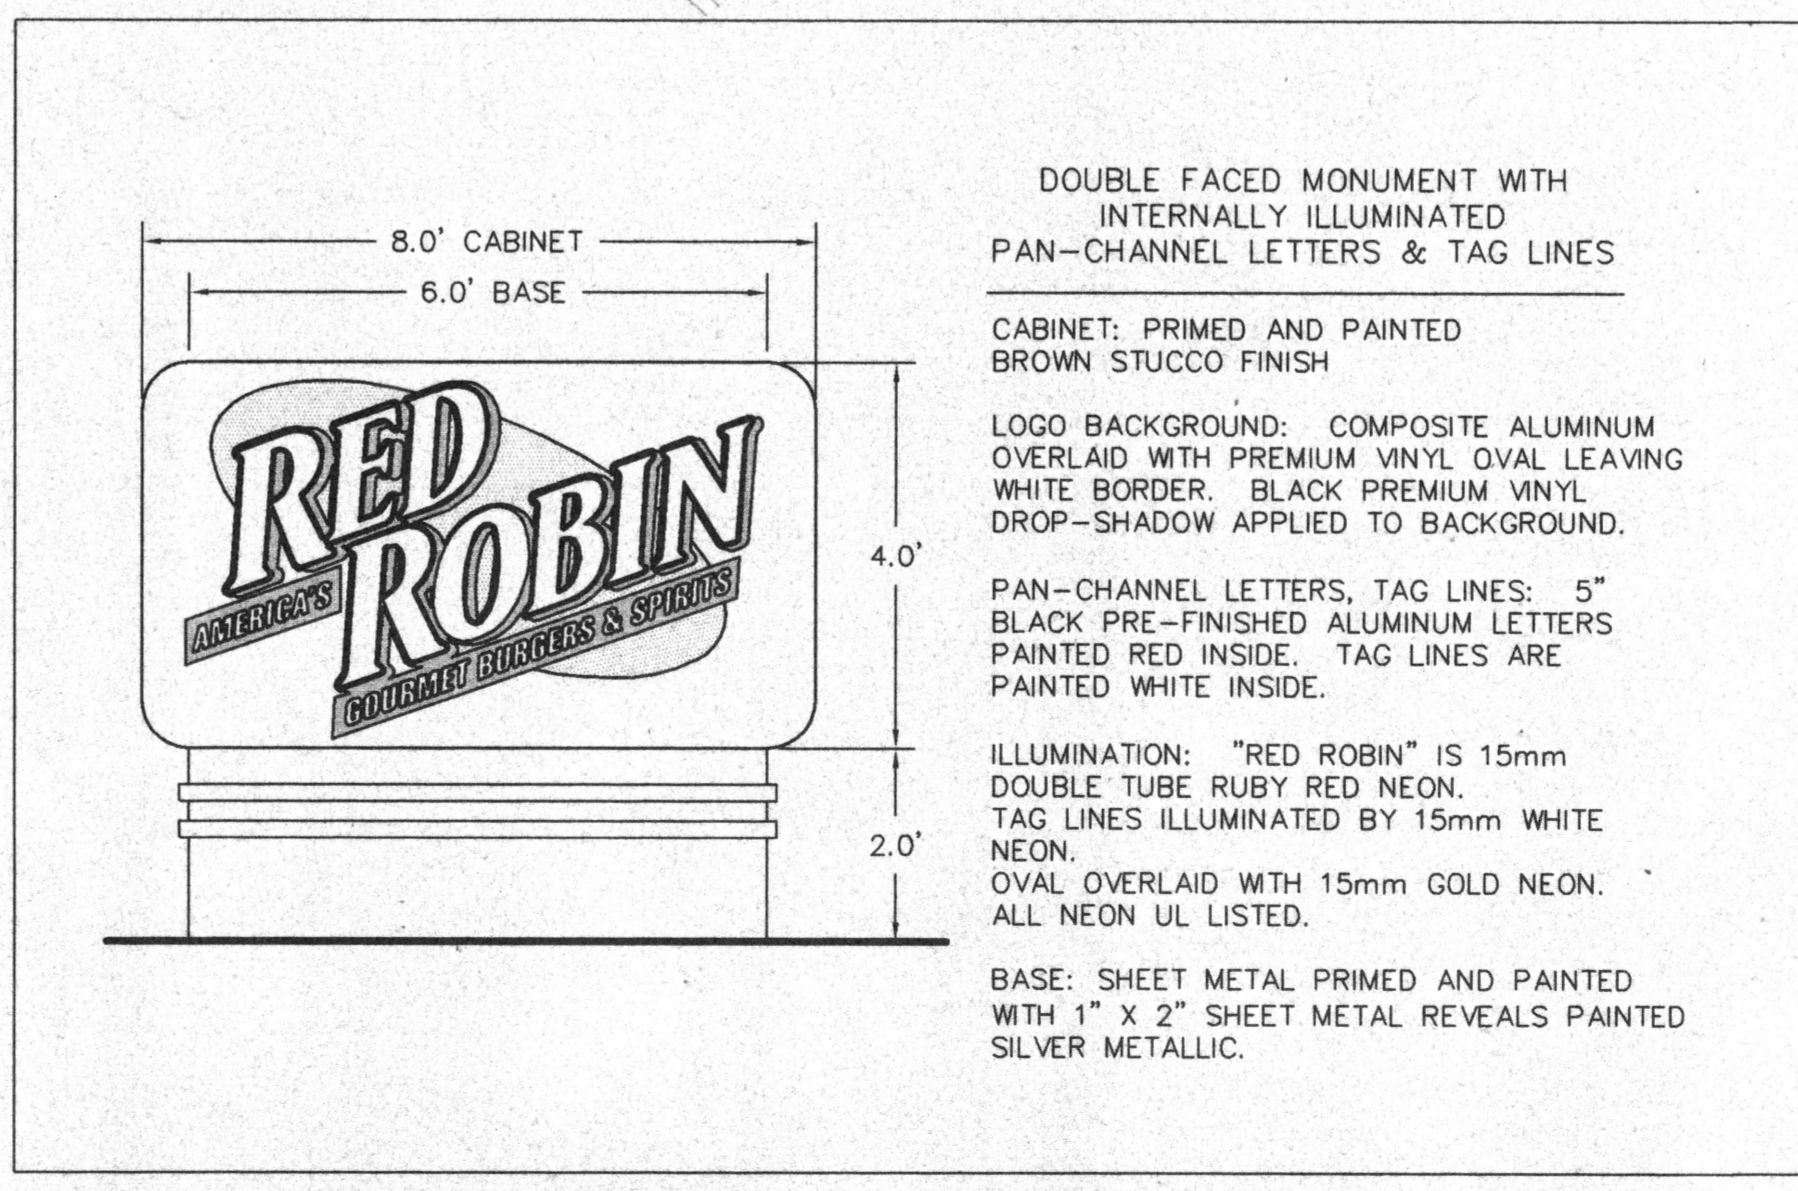 8.0' CABINET
6.0' BASE
RED
ROBIN
AMERICA'S
GOURMET BURGERS & SPIRITS
4.0'
2.0'
DOUBLE FACED MONUMENT WITH
INTERNALLY ILLUMINATED
PAN-CHANNEL LETTERS & TAG LINES
CABINET: PRIMED AND PAINTED
BROWN STUCCO FINISH
LOGO BACKGROUND: COMPOSITE ALUMINUM
OVERLAID WITH PREMIUM VINYL OVAL LEAVING
WHITE BORDER. BLACK PREMIUM VINYL
DROP-SHADOW APPLIED TO BACKGROUND.
PAN-CHANNEL LETTERS, TAG LINES: 5"
BLACK PRE-FINISHED ALUMINUM LETTERS
PAINTED RED INSIDE. TAG LINES ARE
PAINTED WHITE INSIDE.
ILLUMINATION: "RED ROBIN" IS 15mm
DOUBLE TUBE RUBY RED NEON.
TAG LINES ILLUMINATED BY 15mm WHITE
NEON.
OVAL OVERLAID WITH 15mm GOLD NEON.
ALL NEON UL LISTED.
BASE: SHEET METAL PRIMED AND PAINTED
WITH 1" X 2" SHEET METAL REVEALS PAINTED
SILVER METALLIC.